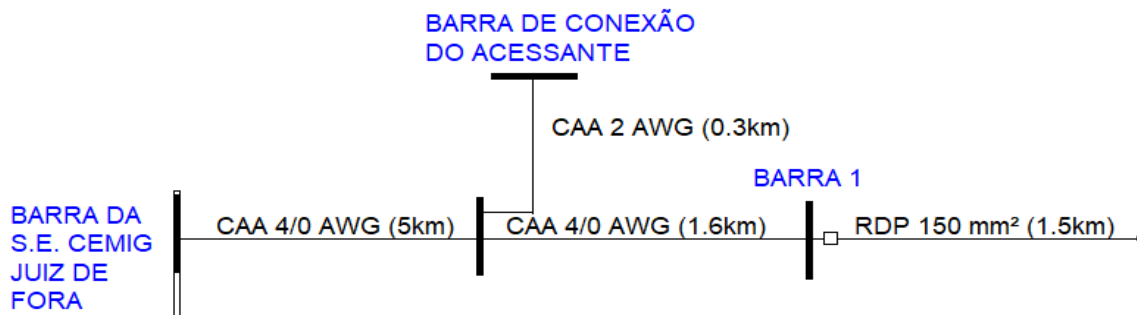 BARRA DE CONEXÃO
DO ACESSANTE
CAA 2 AWG (0.3km)
BARRA 1
BARRA DA
S.E. CEMIG
JUIZ DE
FORA
CAA 4/0 AWG (5km)
CAA 4/0 AWG (1.6km)
RDP 150 mm² (1.5km)